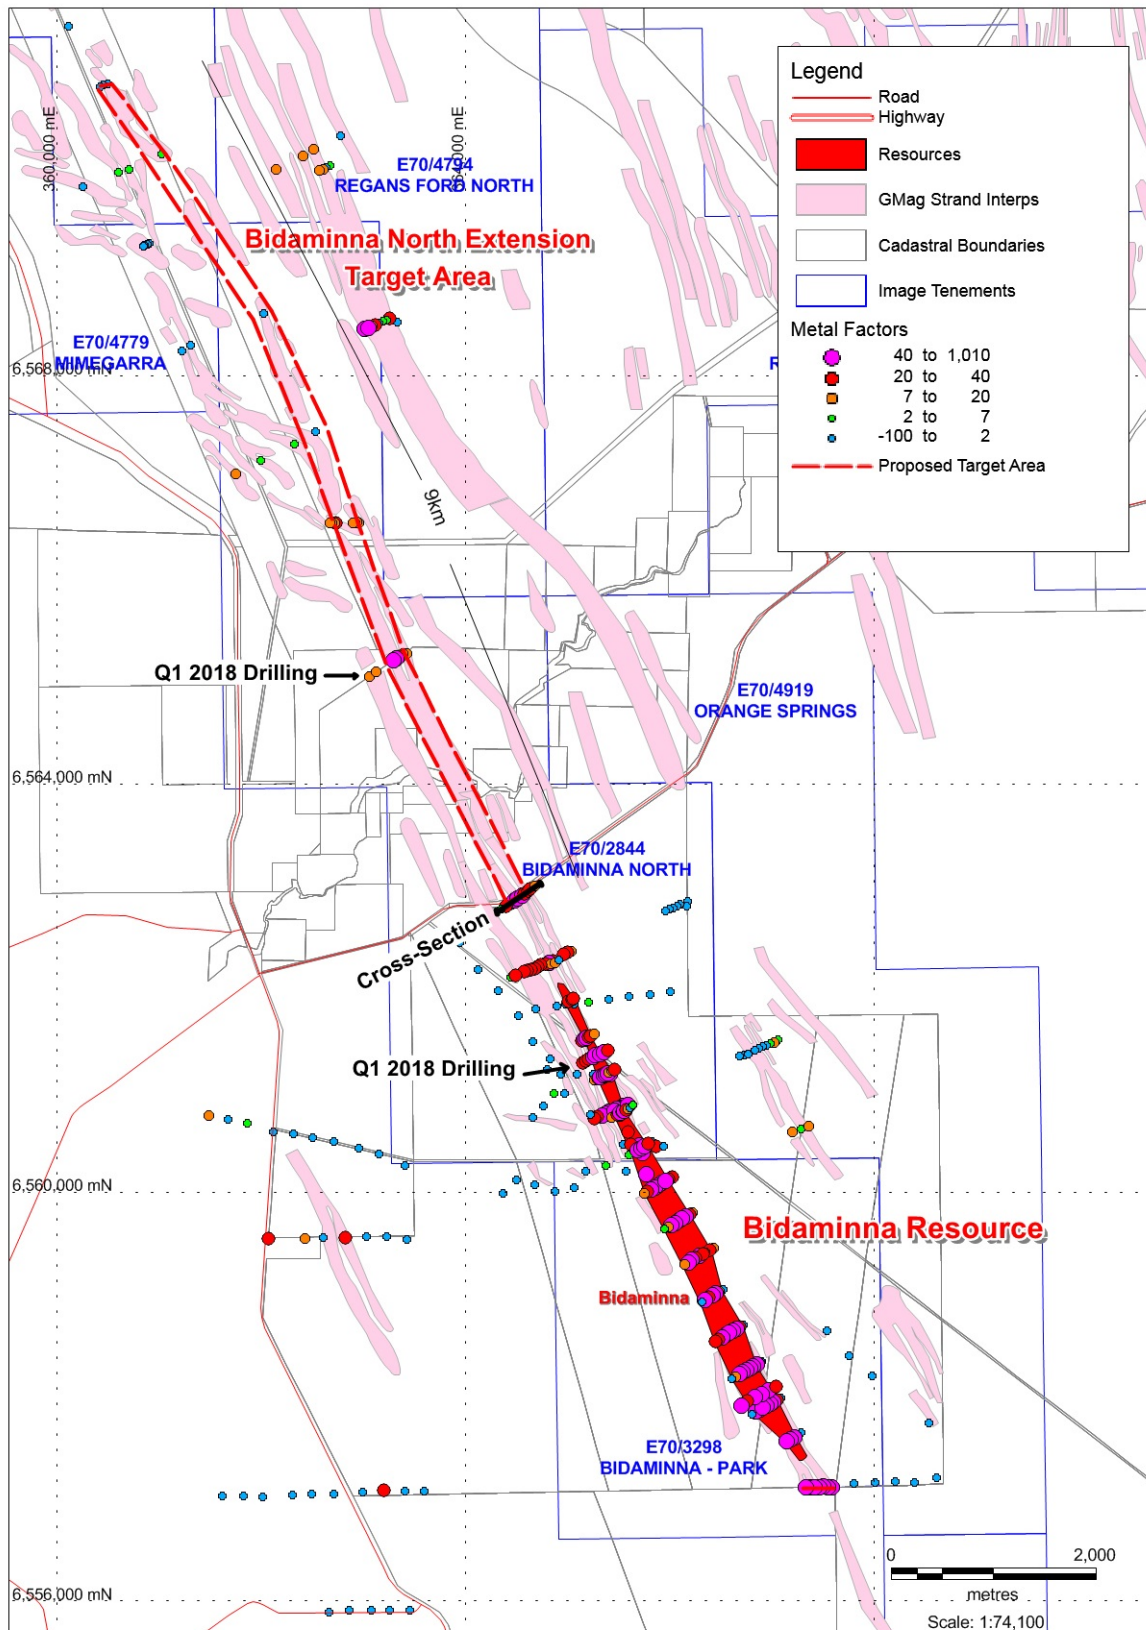 Legend
Road
Highway
Resources
GMag Strand Interps
Cadastral Boundaries
Image Tenements
Metal Factors
40 to 1,010
20 to 40
7 to 20
2 to 7
-100 to 2
Proposed Target Area
360,000 mE
E70/4794
REGANS FORD NORTH
Bidaminna North Extension
Target Area
E70/4779
MIMEGARRA
6,568,000 mN
R
9km
Q1 2018 Drilling
E70/4919
ORANGE SPRINGS
6,564,000 mN
E70/2844
BIDAMINNA NORTH
Cross-Section
Q1 2018 Drilling
6,560,000 mN
Bidaminna Resource
Bidaminna
E70/3298
BIDAMINNA - PARK
6,556,000 mN
0 2,000
metres
Scale: 1:74,100